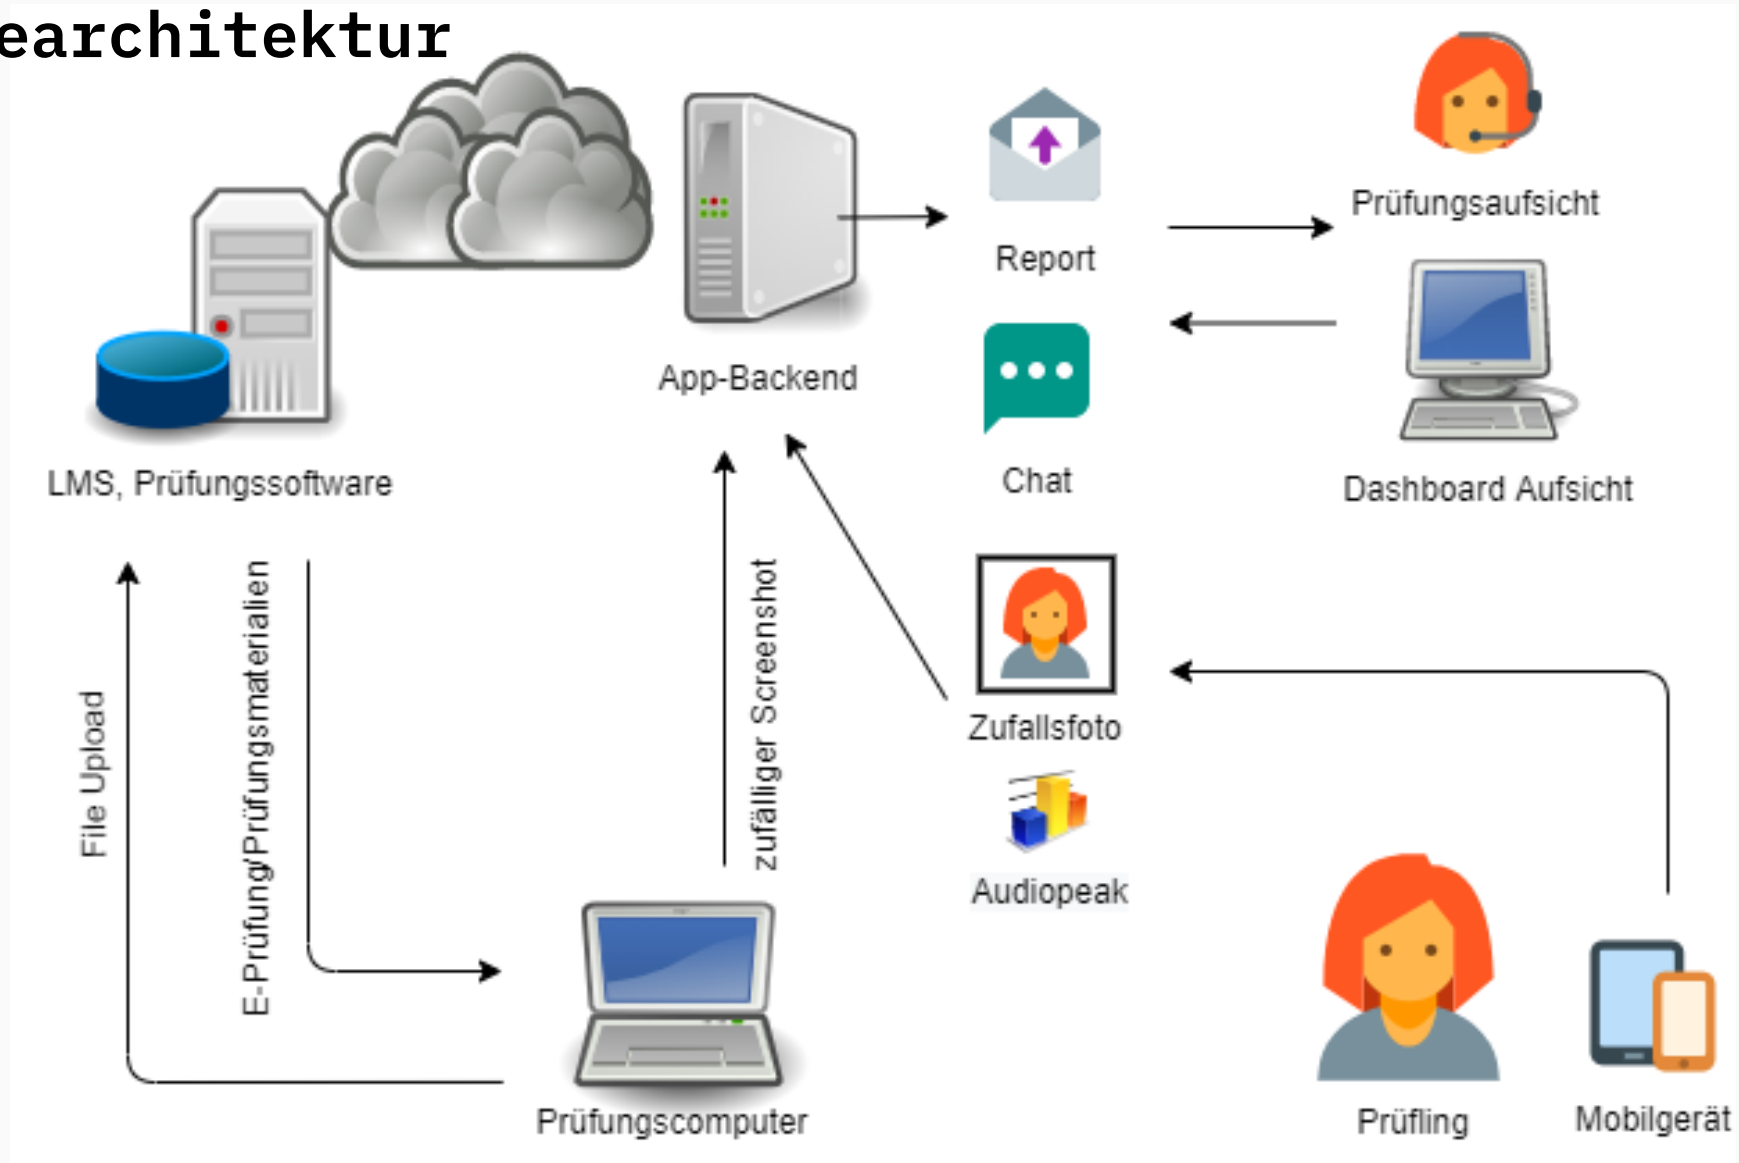 earchitektur
Prüfungsaufsicht
Report
App-Backend
Chat
LMS, Prüfungssoftware
Dashboard Aufsicht
File Upload
E-Prüfung/Prüfungsmaterialien
zufälliger Screenshot
Zufallsfoto
Audiopeak
Prüfungscomputer
Prüfling
Mobilgerät